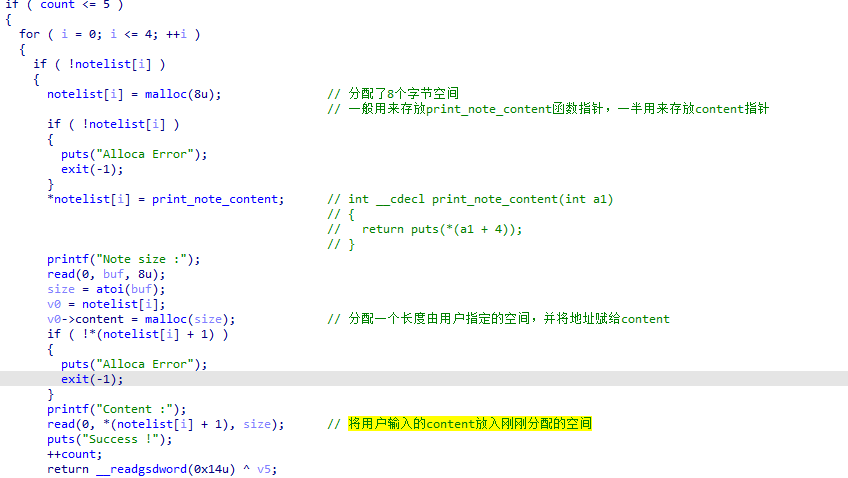 if ( count <= 5 )
{
for ( i = 0; i <= 4; ++i )
{
if ( !notelist[i] )
{
notelist[i] = malloc(8u); // 分配了8个字节空间
// 一般用来存放print_note_content函数指针，一半用来存放content指针
if ( !notelist[i] )
{
puts("Alloca Error");
exit(-1);
}
*notelist[i] = print_note_content; // int __cdecl print_note_content(int a1)
// {
//   return puts(*(a1 + 4));
// }
printf("Note size :");
read(0, buf, 8u);
size = atoi(buf);
v0 = notelist[i];
v0->content = malloc(size); // 分配一个长度由用户指定的空间，并将地址赋给content
if ( !*(notelist[i] + 1) )
{
puts("Alloca Error");
exit(-1);
}
printf("Content :");
read(0, *(notelist[i] + 1), size); // 将用户输入的content放入刚刚分配的空间
puts("Success !");
++count;
return __readgsdword(0x14u) ^ v5;